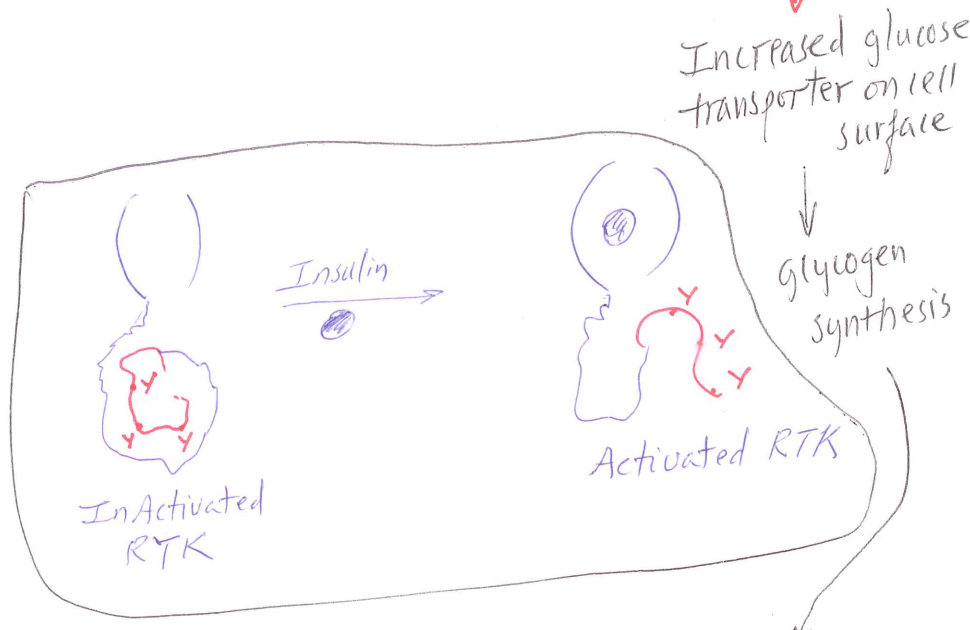 Increased glucose
transporter on cell
surface
glycogen
synthesis
Insulin
Y
Y
Y
Y
Y
Y
InActivated
RTK
Activated RTK